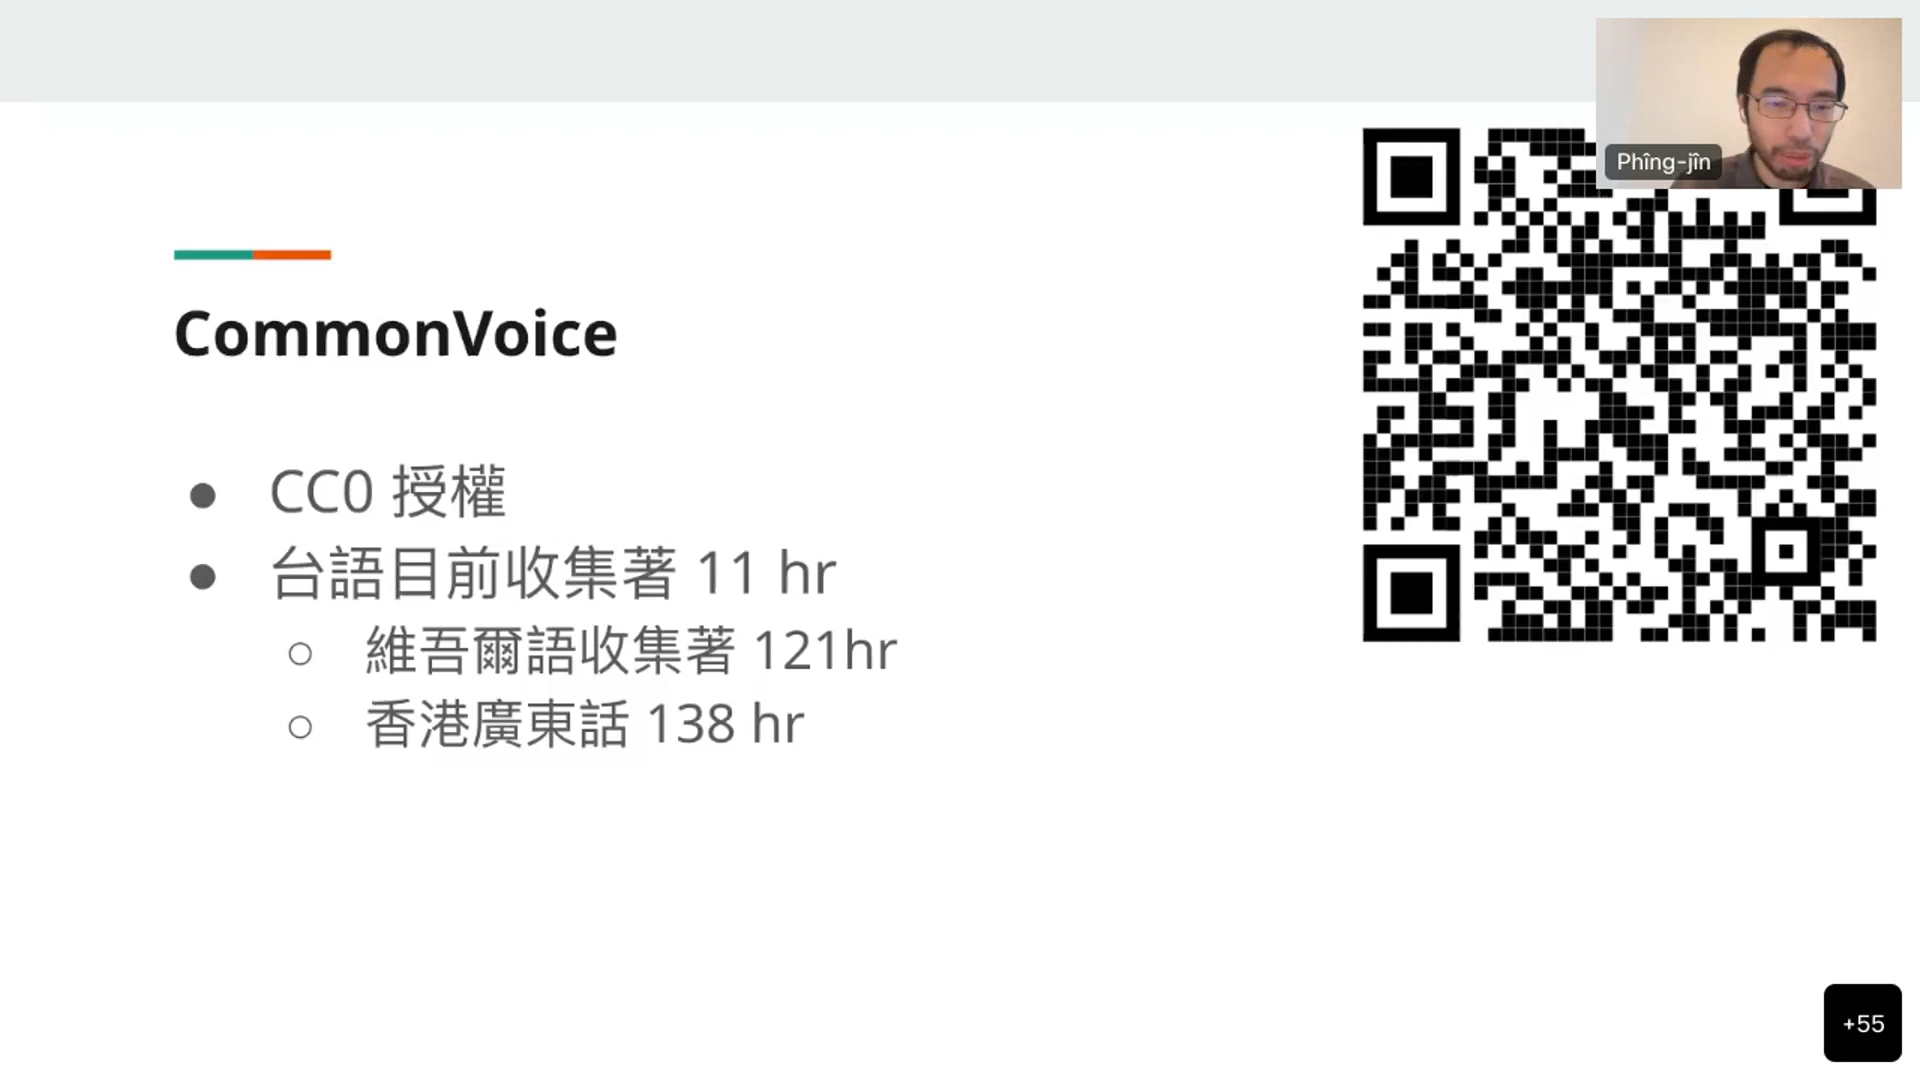 Phîng-jîn
CommonVoice
CC0 授權
台語目前收集著 11 hr
維吾爾語收集著 121hr
香港廣東話 138 hr
+55